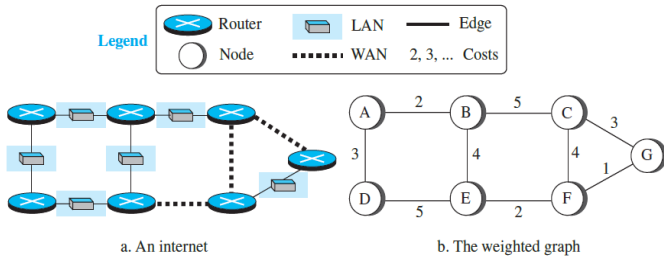 Legend
Router
LAN
Edge
Node
WAN
2, 3, ... Costs
A
2
B
5
C
3
3
4
4
G
1
D
5
E
2
F
a. An internet
b. The weighted graph